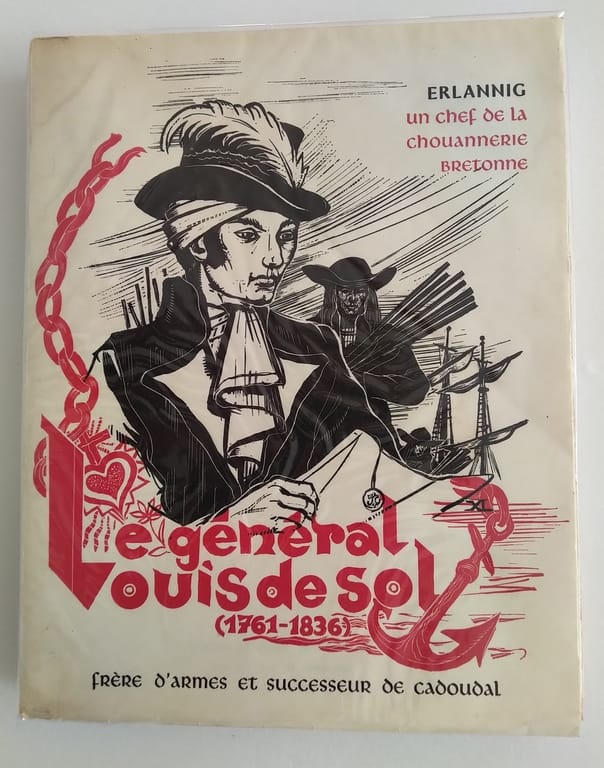 ERLANNIG
un chef de la
chouannerie
bretonne
Le général
Louis de Sol
(1761-1836)
frère d'armes et successeur de cadoudal